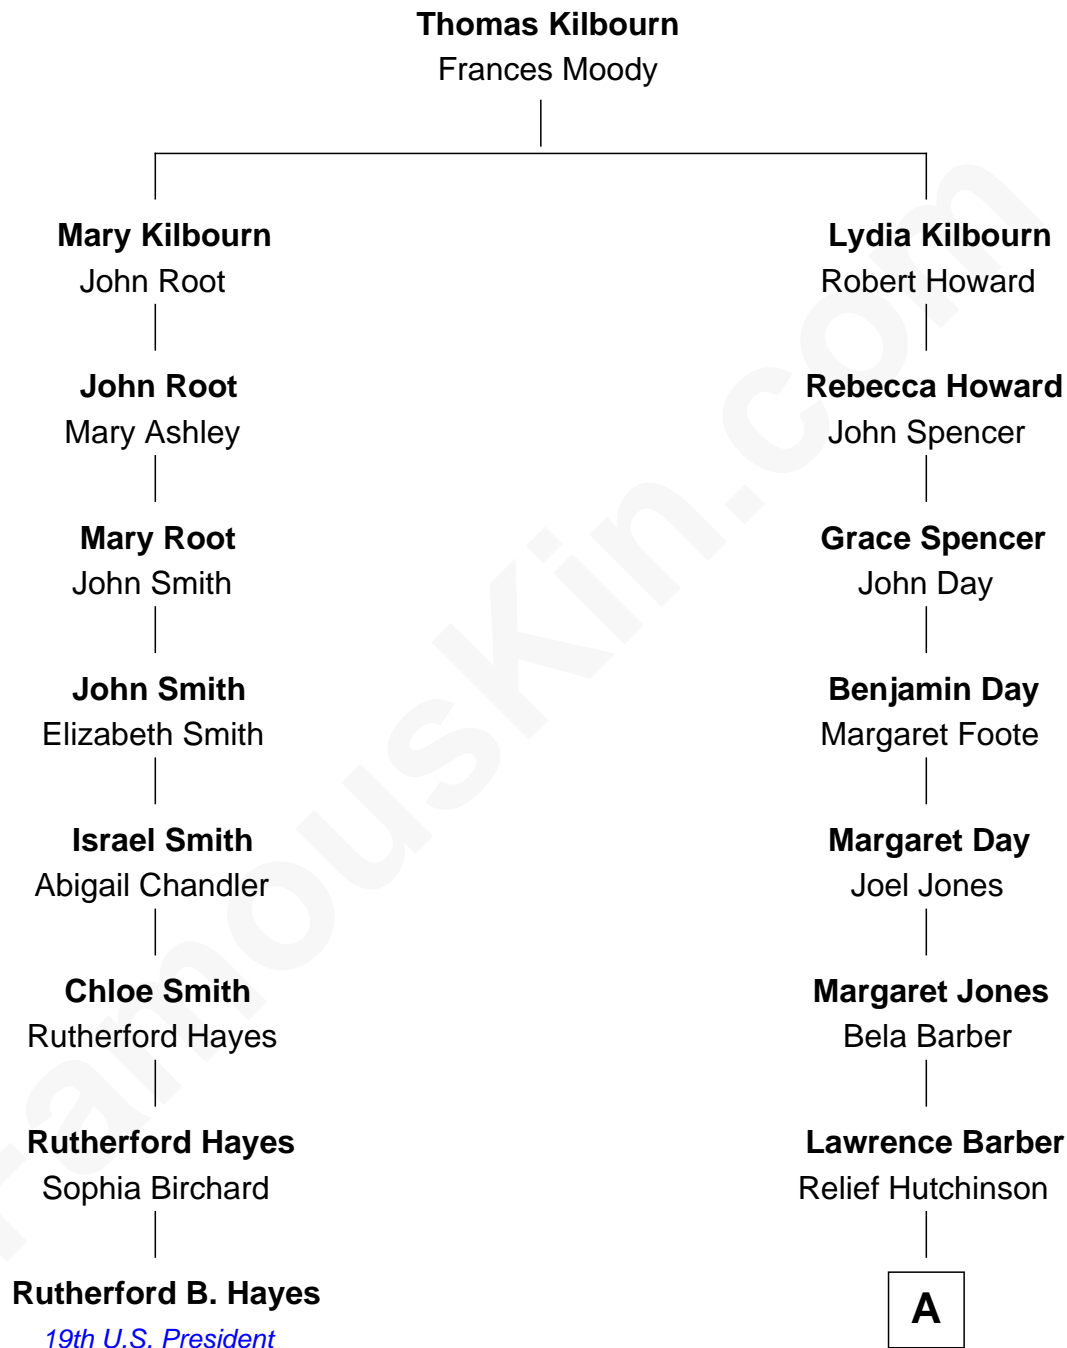 Thomas Kilbourn
Frances Moody
Mary Kilbourn
John Root
Lydia Kilbourn
Robert Howard
John Root
Mary Ashley
Rebecca Howard
John Spencer
Mary Root
John Smith
Grace Spencer
John Day
John Smith
Elizabeth Smith
Benjamin Day
Margaret Foote
Israel Smith
Abigail Chandler
Margaret Day
Joel Jones
Chloe Smith
Rutherford Hayes
Margaret Jones
Bela Barber
Rutherford Hayes
Sophia Birchard
Lawrence Barber
Relief Hutchinson
Rutherford B. Hayes
19th U.S. President
A
FamousKin.com